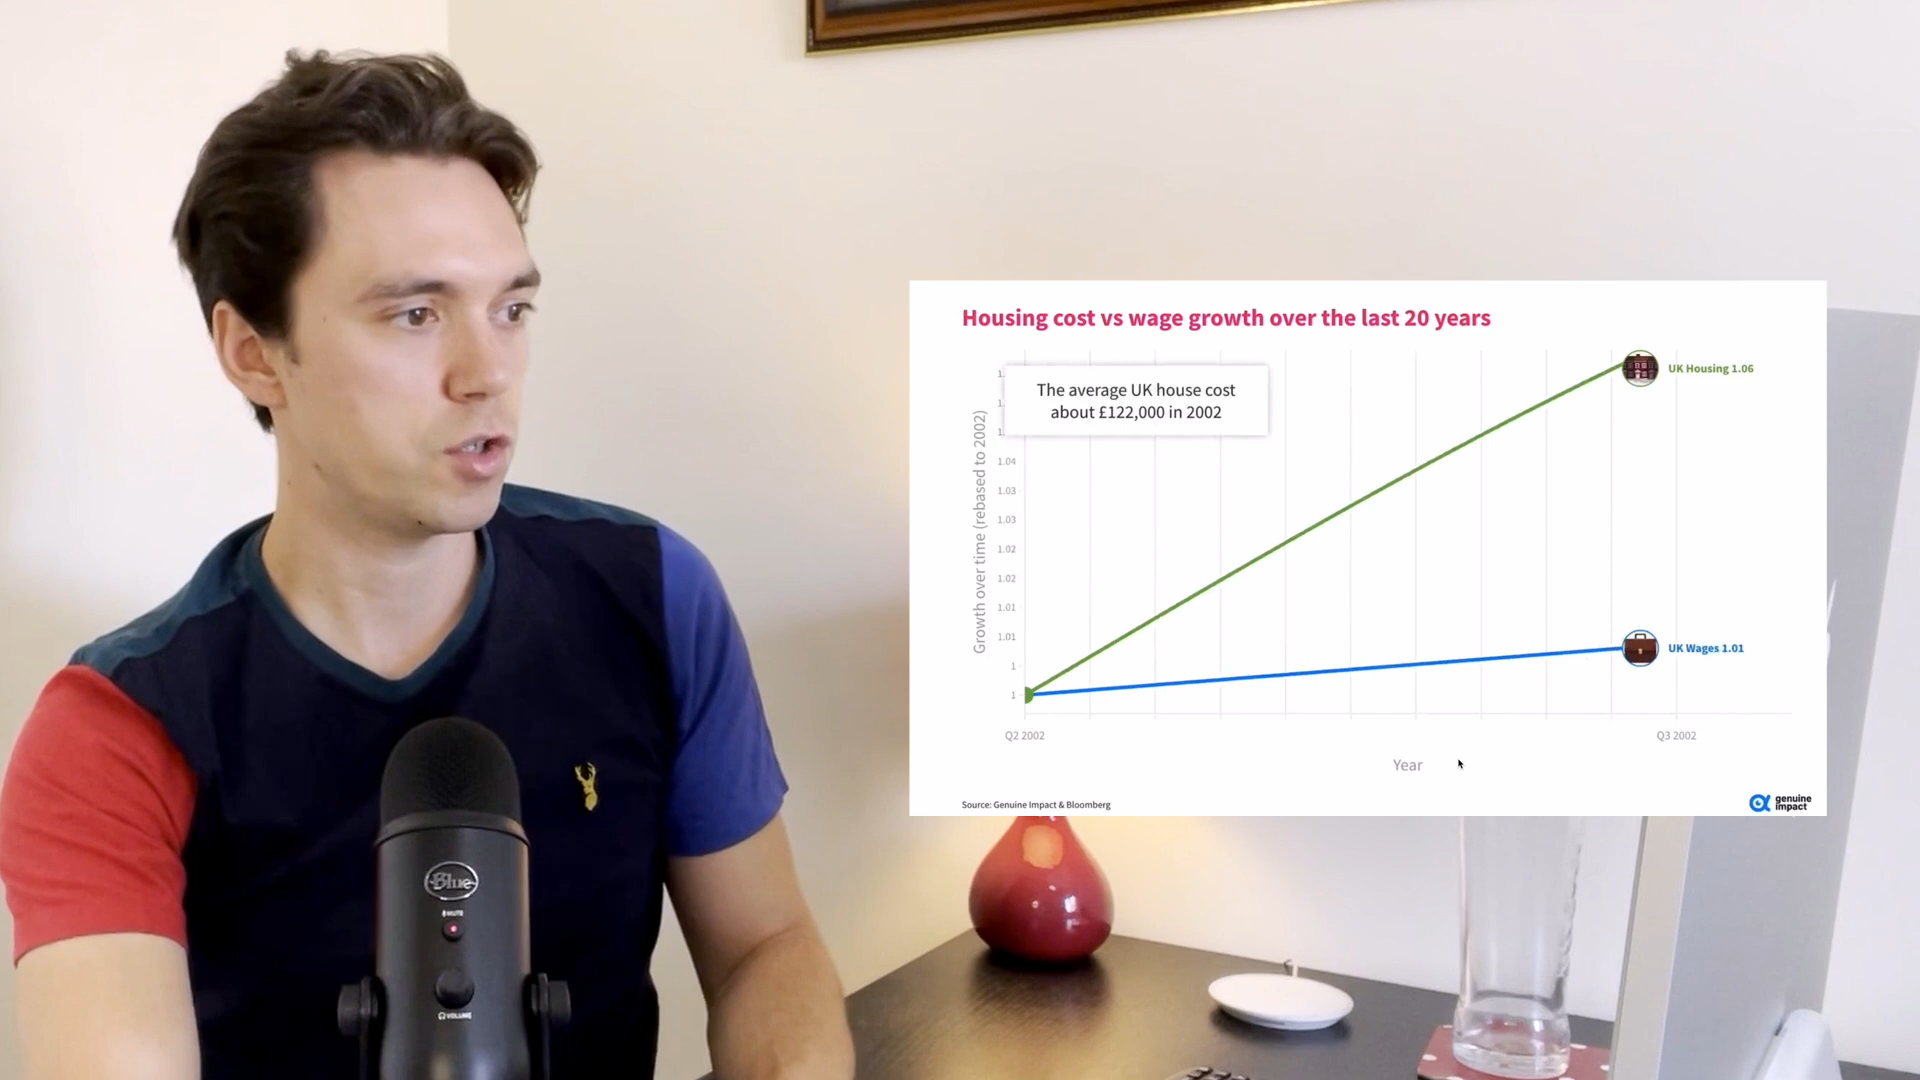 Housing cost vs wage growth over the last 20 years
UK Housing 1.06
The average UK house cost
about £122,000 in 2002
Growth over time (rebased to 2002)
1.04
1.03
1.03
1.02
1.02
1.01
1.01
1
1
UK Wages 1.01
Q2 2002
Q3 2002
Year
Source: Genuine Impact & Bloomberg
genuine
impact
Blue
MUTE
VOLUME